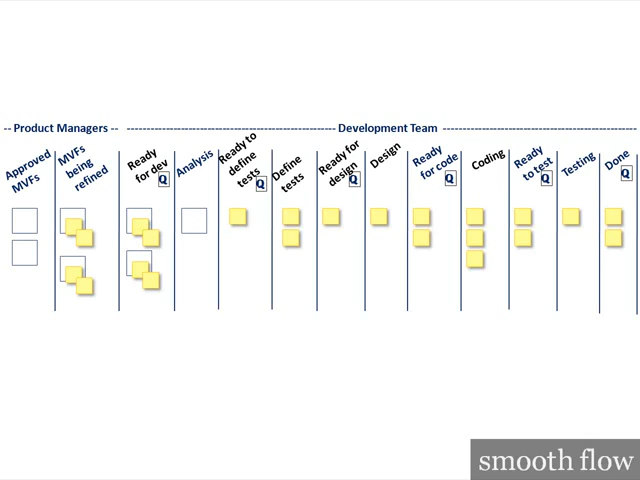 -- Product Managers --
Development Team
Approved
MVFs
MVFs
being
refined
Ready
for dev
Q
Analysis
Ready to
define
tests
Q
Define
tests
Ready for
design
Q
Design
Ready
for code
Q
Coding
Ready
to test
Q
Testing
Done
Q
smooth flow